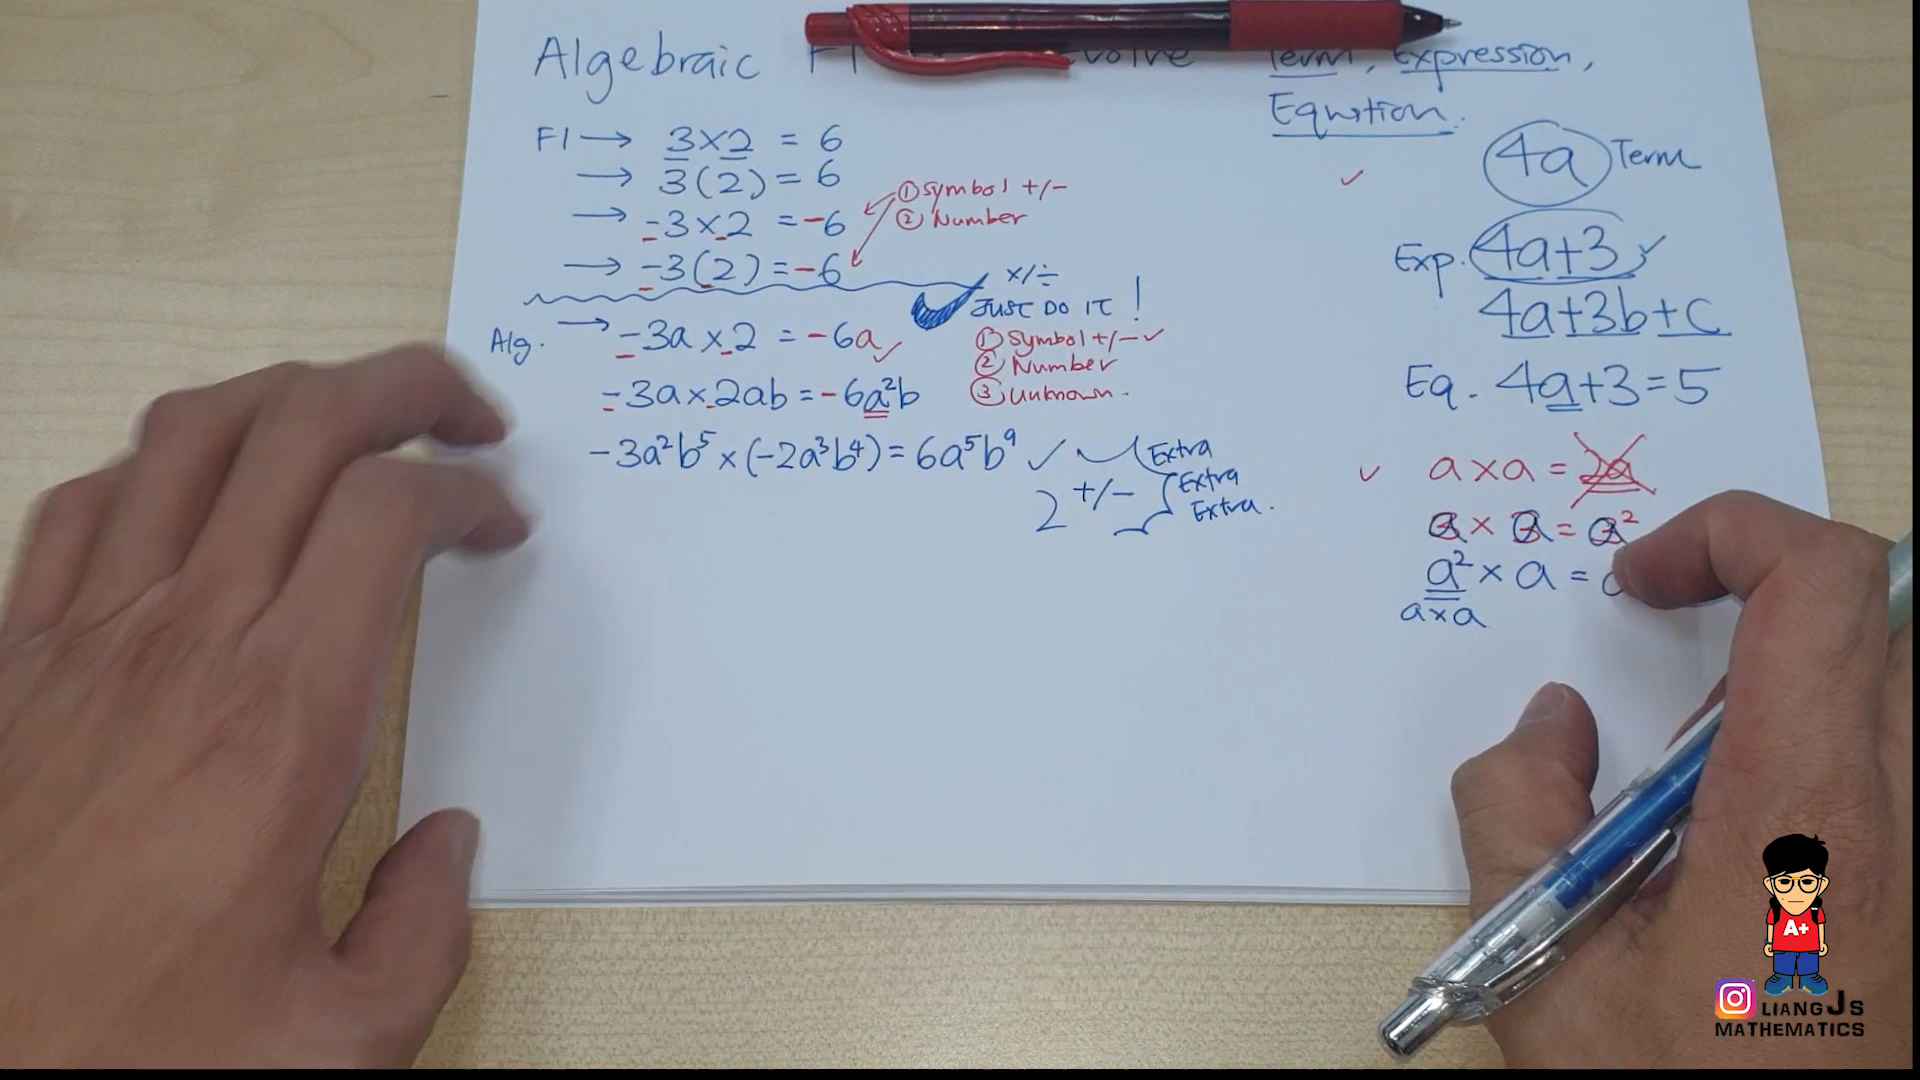 Algebraic F1
Term, Expression,
Equation.
F1 → 3×2 = 6
→ 3(2) = 6
→ -3×2 = -6
→ -3(2) = -6
① Symbol +/-
② Number
Alg. → -3a × 2 = -6a ✓
-3a×2ab = -6a²b
-3a²b⁵ × (-2a³b⁴) = 6a⁵b⁹ ✓
×/÷
JUST DO IT !
① Symbol +/- ✓
② Number
③ Unknown.
2 +/-
Extra
Extra
Extra.
4a Term
Exp. 4a+3 ✓
4a+3b+c
Eq. 4a+3=5
a×a = 2a
a × a = a²
a² × a =
a×a
A+
LIANGJS
MATHEMATICS